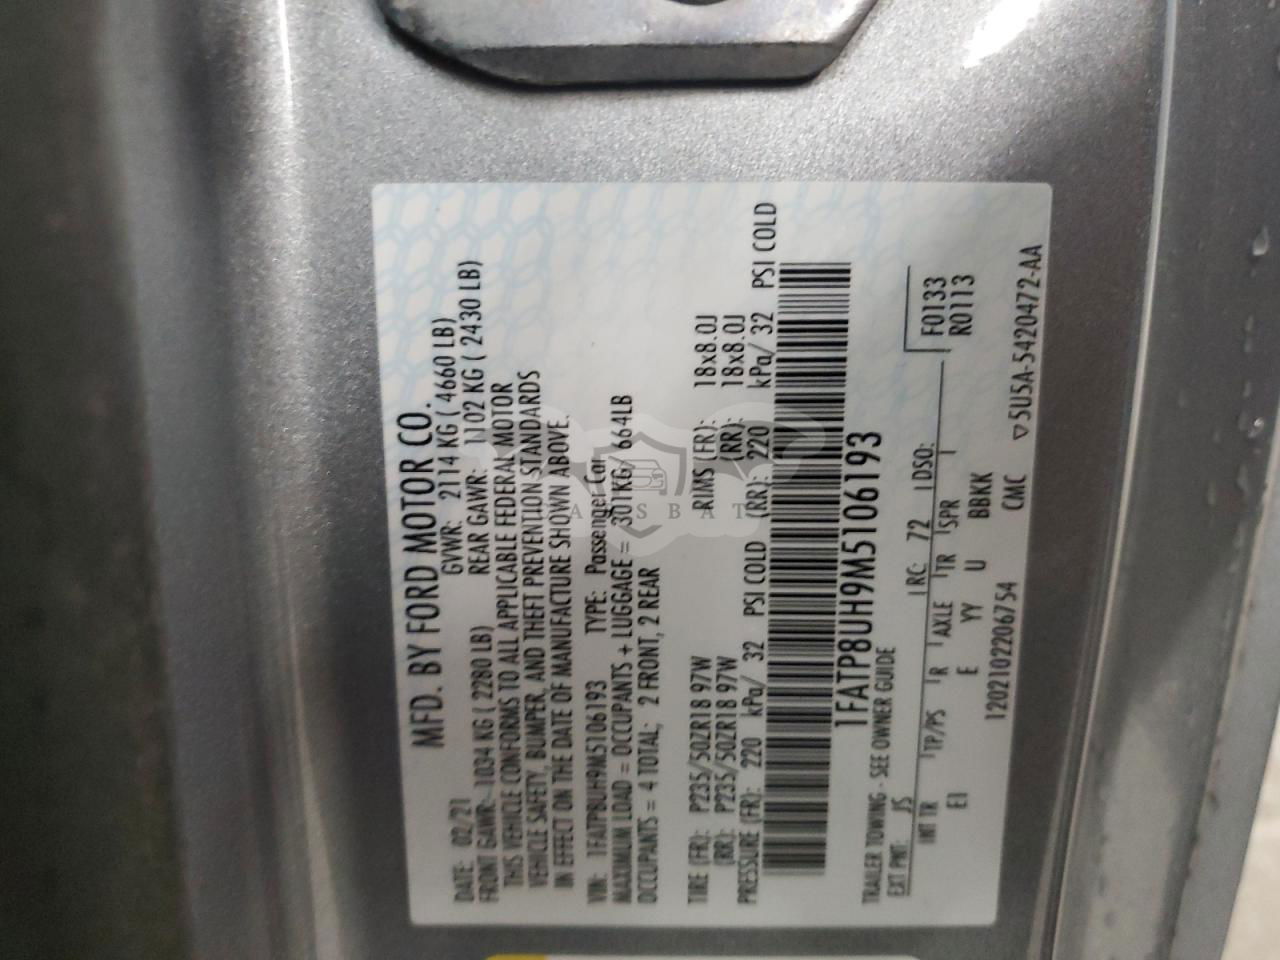 MFD. BY FORD MOTOR CO.
DATE: 02/21 GVWR: 2114 KG ( 4660 LB)
FRONT GAWR: 1034 KG ( 2280 LB) REAR GAWR: 1102 KG ( 2430 LB)
THIS VEHICLE CONFORMS TO ALL APPLICABLE FEDERAL MOTOR
VEHICLE SAFETY, BUMPER, AND THEFT PREVENTION STANDARDS
IN EFFECT ON THE DATE OF MANUFACTURE SHOWN ABOVE.
VIN: 1FATP8UH9M5106193 TYPE: Passenger Car
MAXIMUM LOAD = OCCUPANTS + LUGGAGE = 301KG/ 664LB
OCCUPANTS = 4 TOTAL; 2 FRONT, 2 REAR
TIRE (FR): P235/50ZR18 97W RIMS (FR): 18x8.0J
(RR): P235/50ZR18 97W (RR): 18x8.0J
PRESSURE (FR): 220 kPa/ 32 PSI COLD (RR): 220 kPa/ 32 PSI COLD
1FATP8UH9M5106193
TRAILER TOWING - SEE OWNER GUIDE
EXT PNT: JS RC: 72 DSO: F0133
INT TR TP/PS R AXLE TR SPR R0113
E1 E YY U BBKK
1202102206754 CMC ▽5U5A-5420472-AA